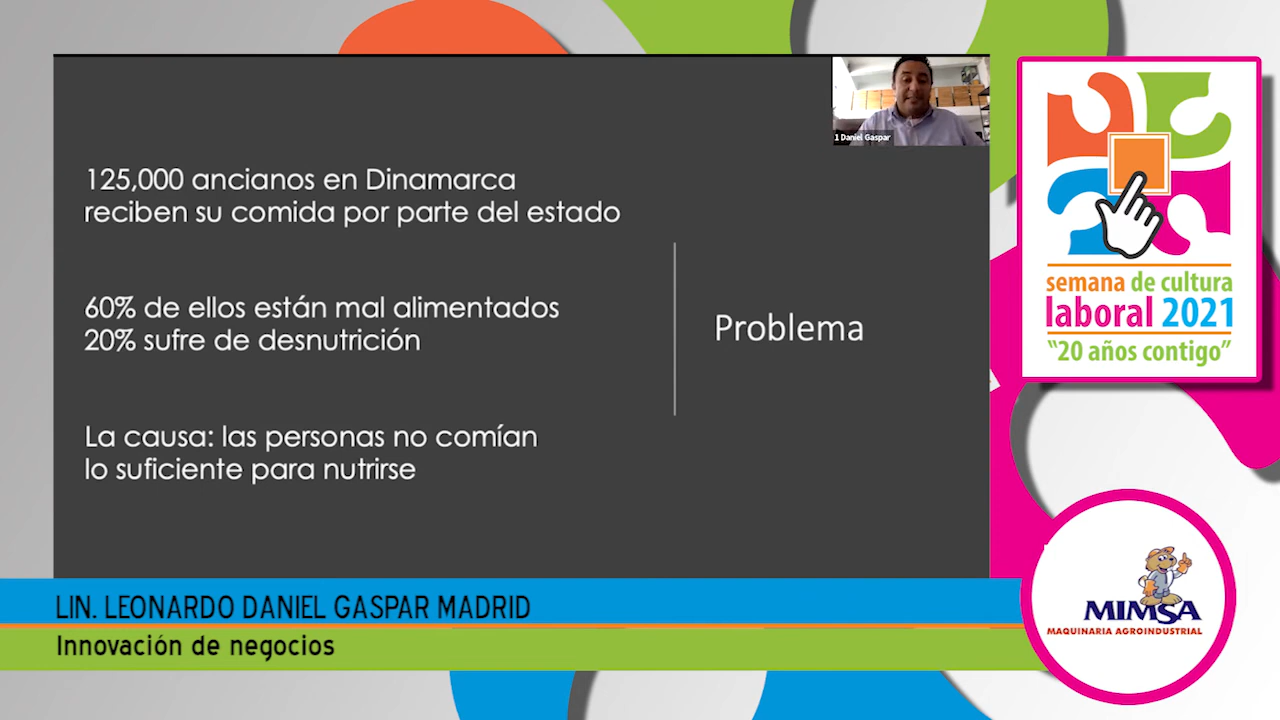 125,000 ancianos en Dinamarca
reciben su comida por parte del estado
60% de ellos están mal alimentados
20% sufre de desnutrición
La causa: las personas no comían
lo suficiente para nutrirse
Problema
1 Daniel Gaspar
semana de cultura
laboral 2021
"20 años contigo"
LIN. LEONARDO DANIEL GASPAR MADRID
Innovación de negocios
MIMSA
MAQUINARIA AGROINDUSTRIAL